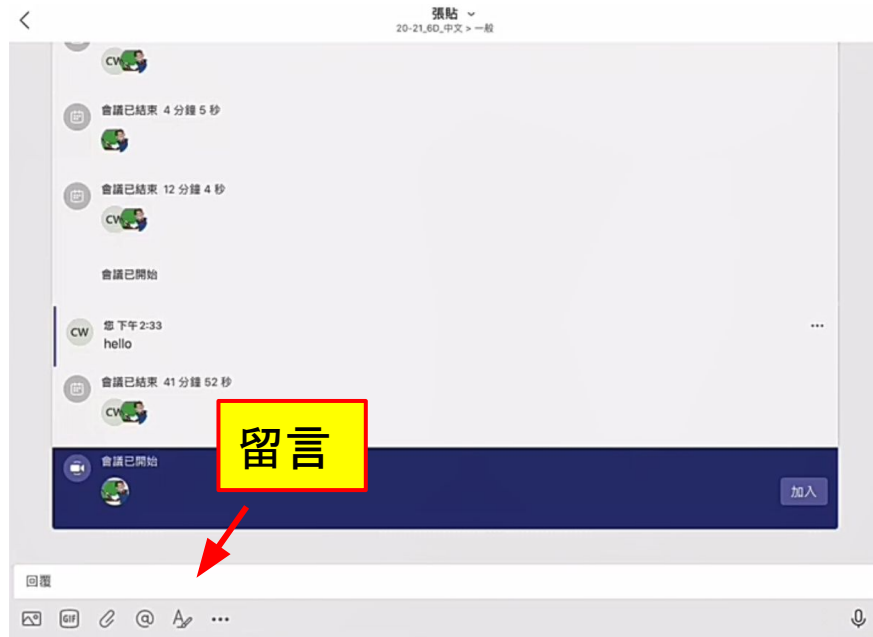 張貼
20-21_6D_中文 > 一般
CW
會議已結束 4 分鐘 5 秒
會議已結束 12 分鐘 4 秒
CW
會議已開始
CW
您 下午 2:33
hello
會議已結束 41 分鐘 52 秒
CW
留言
會議已開始
加入
回覆
GIF